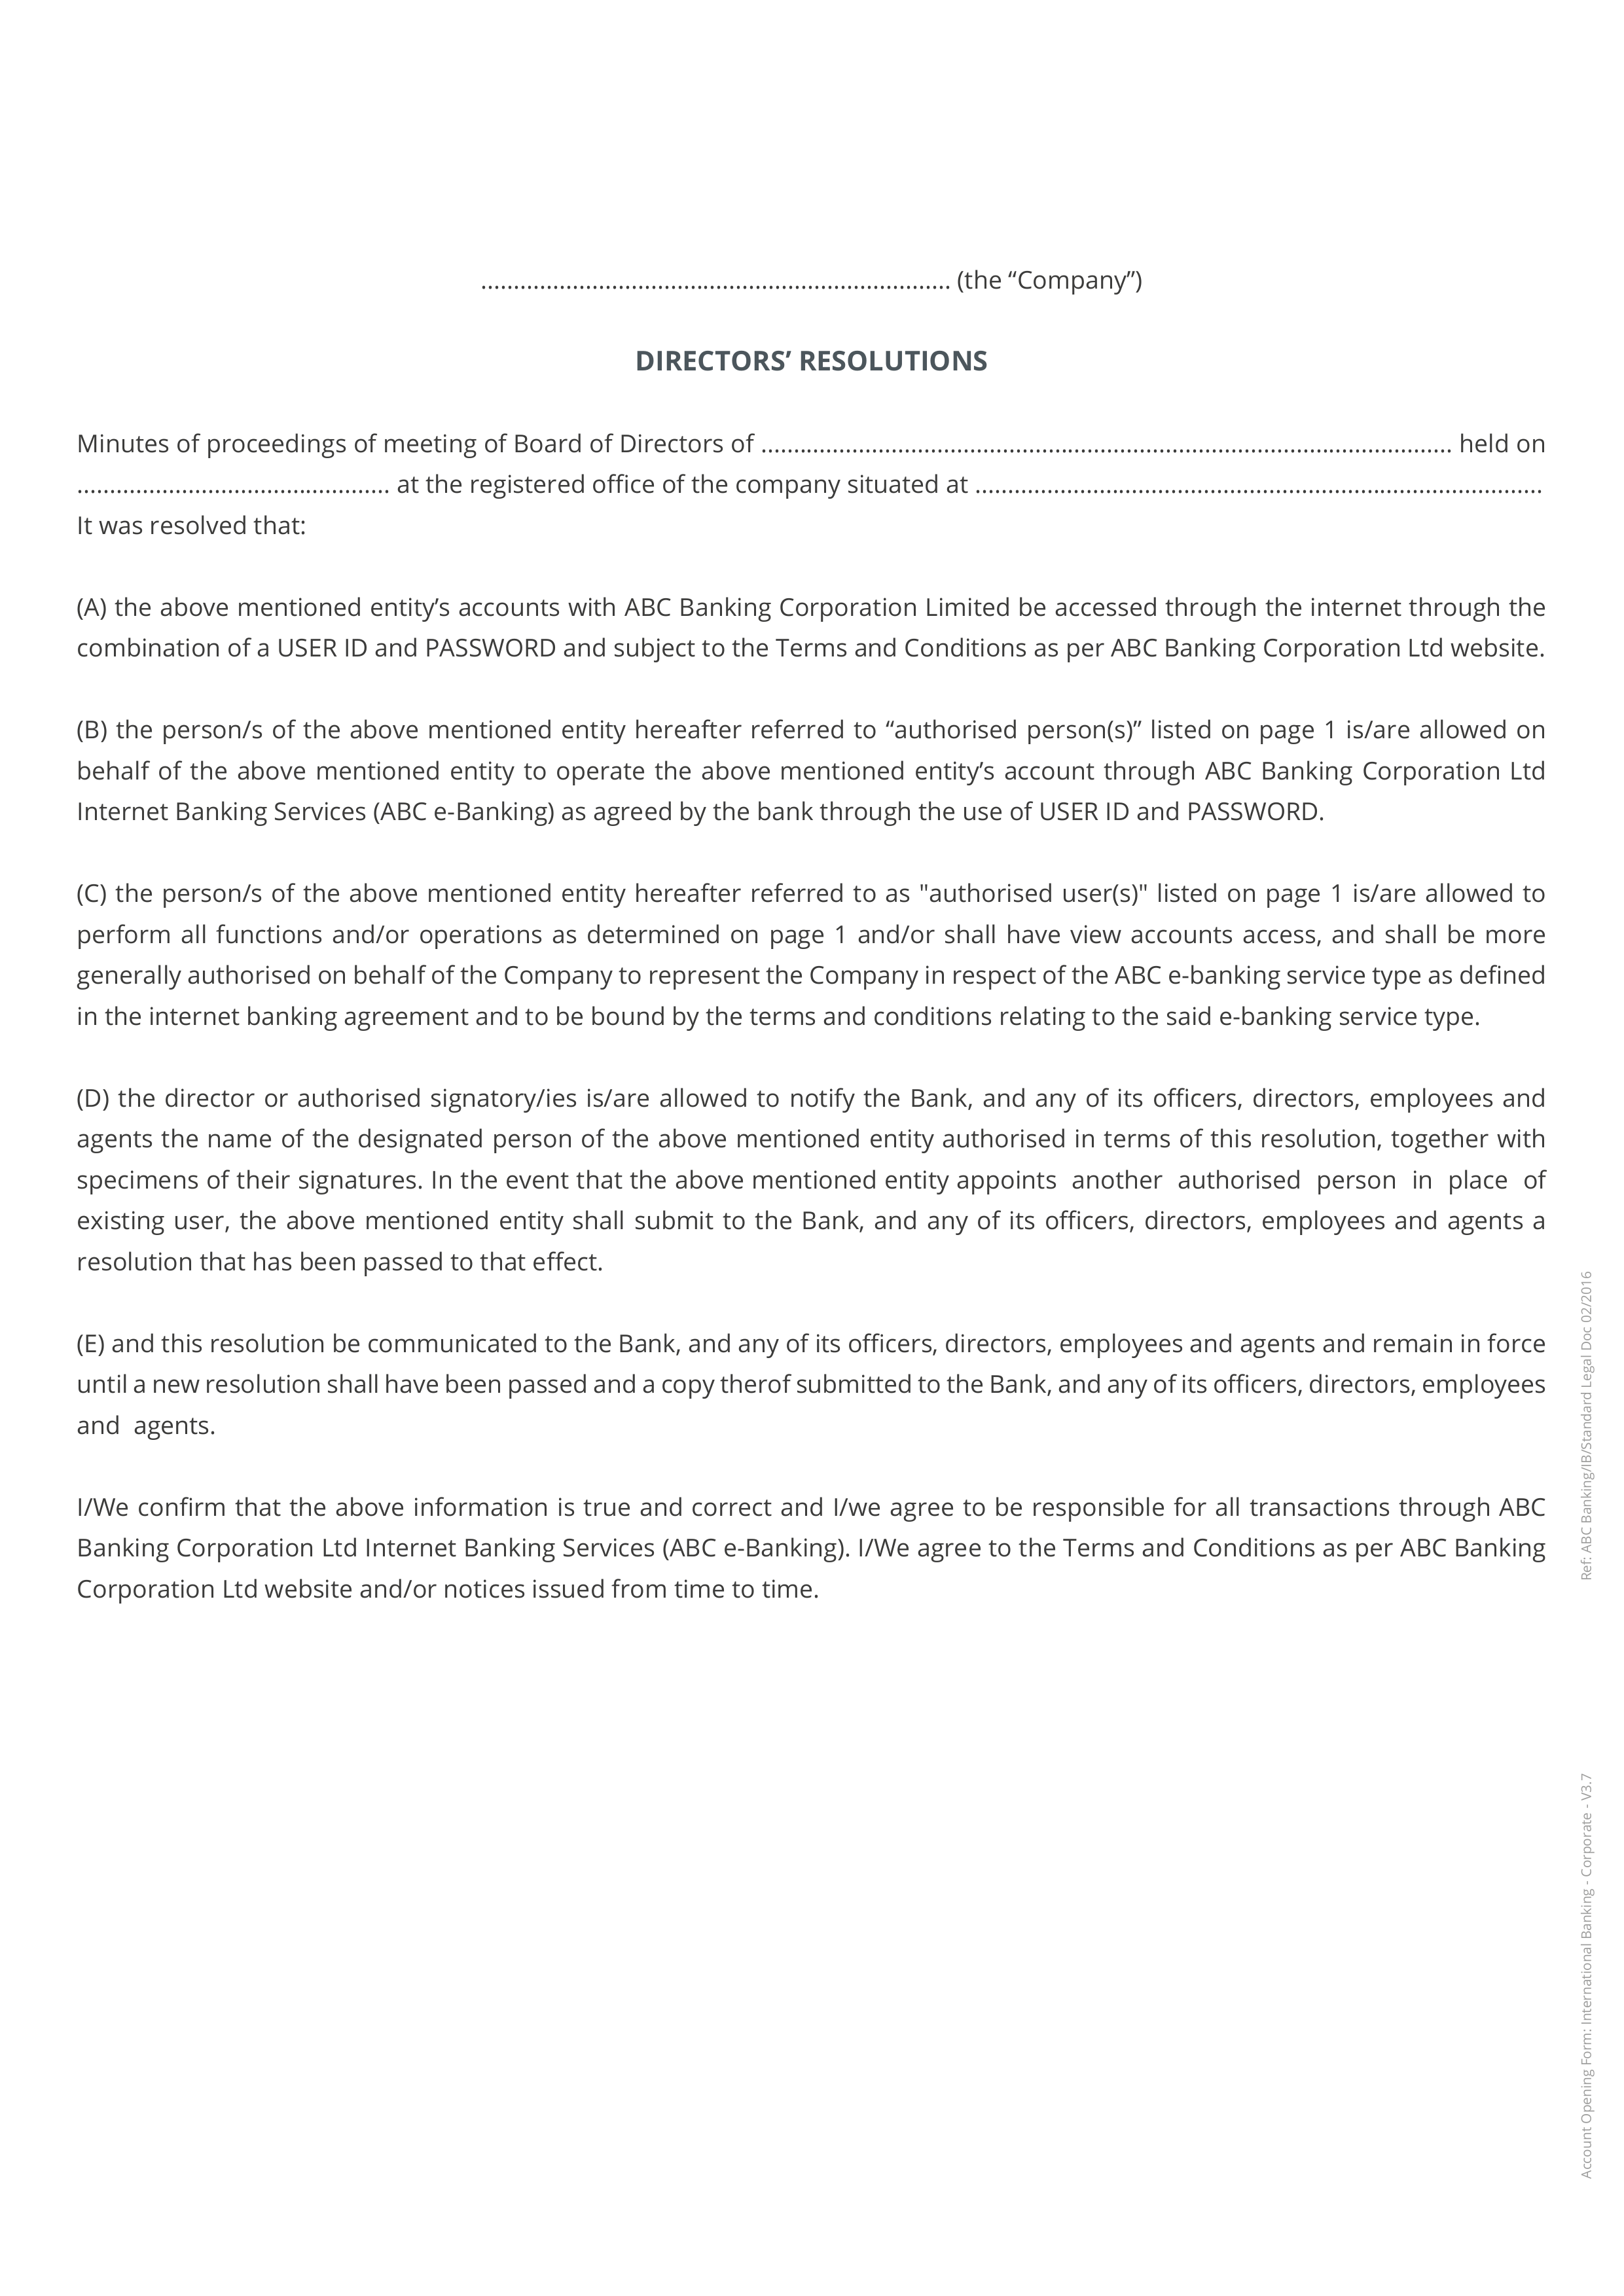 ........................................................................ (the “Company”)
DIRECTORS’ RESOLUTIONS
Minutes of proceedings of meeting of Board of Directors of .......................................................................................................... held on
................................................ at the registered office of the company situated at .......................................................................................
It was resolved that:
(A) the above mentioned entity’s accounts with ABC Banking Corporation Limited be accessed through the internet through the
combination of a USER ID and PASSWORD and subject to the Terms and Conditions as per ABC Banking Corporation Ltd website.
(B) the person/s of the above mentioned entity hereafter referred to “authorised person(s)” listed on page 1 is/are allowed on
behalf of the above mentioned entity to operate the above mentioned entity’s account through ABC Banking Corporation Ltd
Internet Banking Services (ABC e-Banking) as agreed by the bank through the use of USER ID and PASSWORD.
(C) the person/s of the above mentioned entity hereafter referred to as "authorised user(s)" listed on page 1 is/are allowed to
perform all functions and/or operations as determined on page 1 and/or shall have view accounts access, and shall be more
generally authorised on behalf of the Company to represent the Company in respect of the ABC e-banking service type as defined
in the internet banking agreement and to be bound by the terms and conditions relating to the said e-banking service type.
(D) the director or authorised signatory/ies is/are allowed to notify the Bank, and any of its officers, directors, employees and
agents the name of the designated person of the above mentioned entity authorised in terms of this resolution, together with
specimens of their signatures. In the event that the above mentioned entity appoints another authorised person in place of
existing user, the above mentioned entity shall submit to the Bank, and any of its officers, directors, employees and agents a
resolution that has been passed to that effect.
(E) and this resolution be communicated to the Bank, and any of its officers, directors, employees and agents and remain in force
until a new resolution shall have been passed and a copy therof submitted to the Bank, and any of its officers, directors, employees
and agents.
I/We confirm that the above information is true and correct and I/we agree to be responsible for all transactions through ABC
Banking Corporation Ltd Internet Banking Services (ABC e-Banking). I/We agree to the Terms and Conditions as per ABC Banking
Corporation Ltd website and/or notices issued from time to time.
Ref: ABC Banking/IB/Standard Legal Doc 02/2016
Account Opening Form: International Banking - Corporate - V3.7